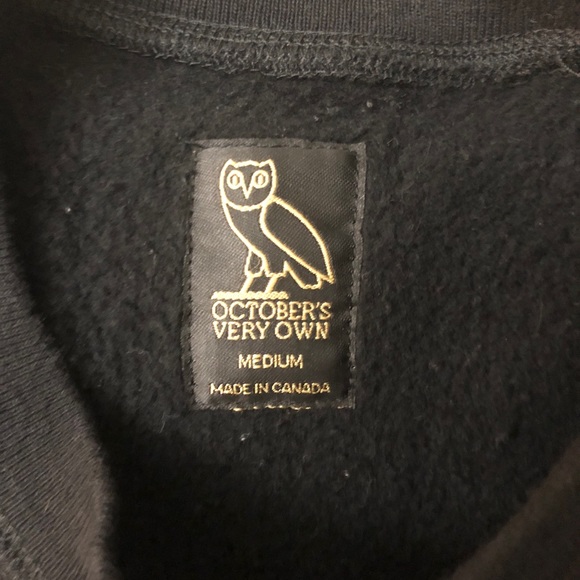 OCTOBER'S
VERY OWN
MEDIUM
MADE IN CANADA